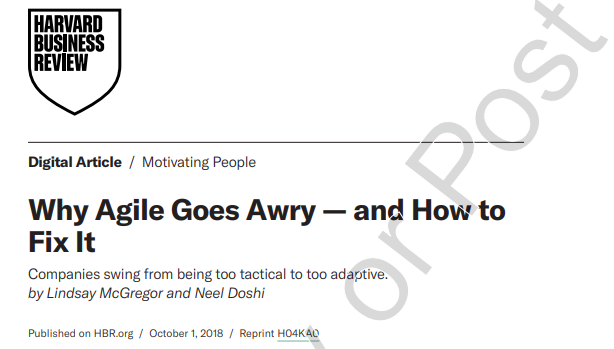 HARVARD
BUSINESS
REVIEW
Digital Article / Motivating People
Why Agile Goes Awry — and How to
Fix It
Companies swing from being too tactical to too adaptive.
by Lindsay McGregor and Neel Doshi
Published on HBR.org / October 1, 2018 / Reprint H04KAO
or Post